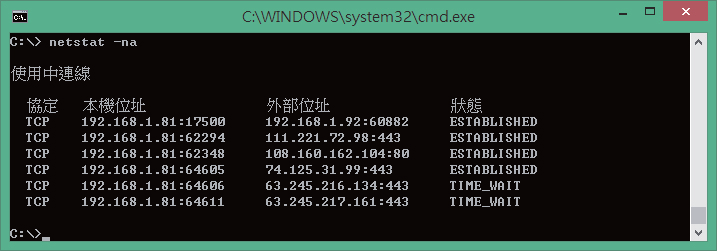 C:\WINDOWS\system32\cmd.exe
C:\> netstat -na
使用中連線
協定 本機位址 外部位址 狀態
TCP 192.168.1.81:17500 192.168.1.92:60882 ESTABLISHED
TCP 192.168.1.81:62294 111.221.72.98:443 ESTABLISHED
TCP 192.168.1.81:62348 108.160.162.104:80 ESTABLISHED
TCP 192.168.1.81:64605 74.125.31.99:443 ESTABLISHED
TCP 192.168.1.81:64606 63.245.216.134:443 TIME_WAIT
TCP 192.168.1.81:64611 63.245.217.161:443 TIME_WAIT
C:\>_